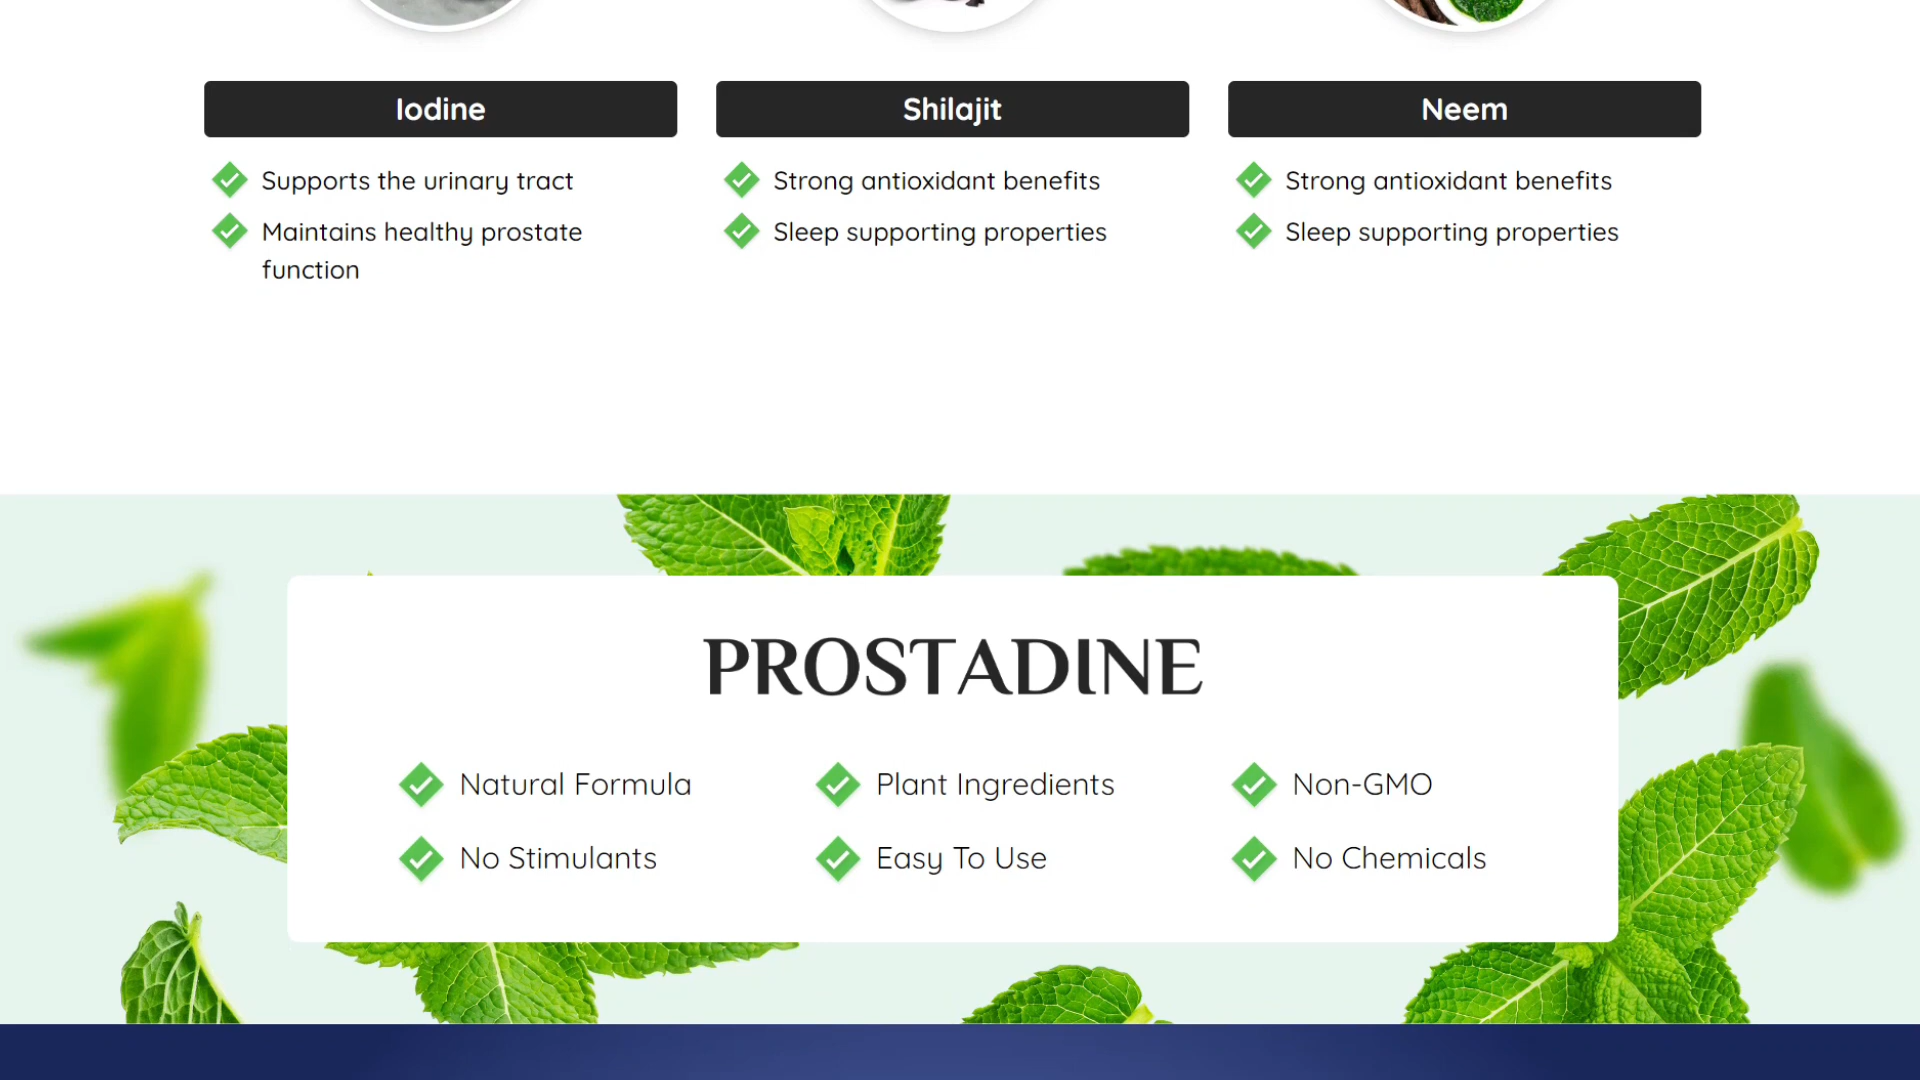 Iodine
Supports the urinary tract
Maintains healthy prostate
function
Shilajit
Strong antioxidant benefits
Sleep supporting properties
Neem
Strong antioxidant benefits
Sleep supporting properties
PROSTADINE
Natural Formula
Plant Ingredients
Non-GMO
No Stimulants
Easy To Use
No Chemicals